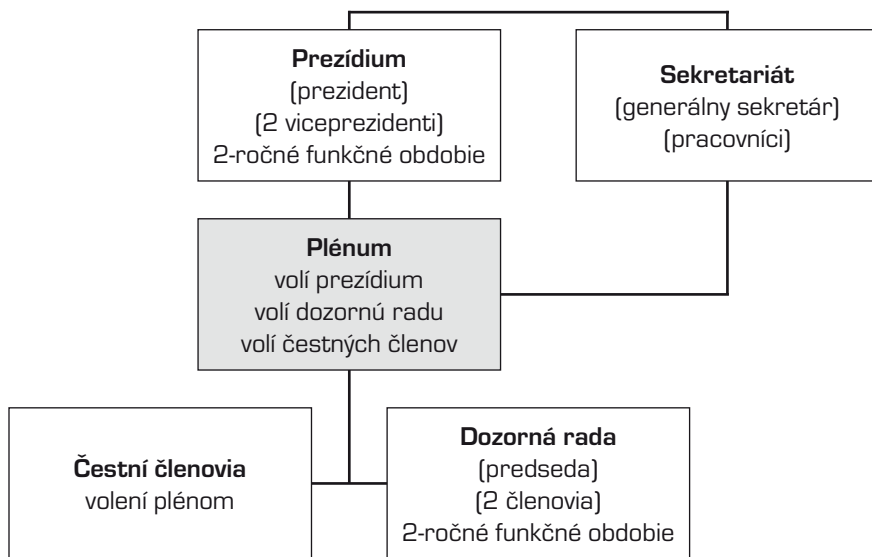 Prezídium
(prezident)
(2 viceprezidenti)
2-ročné funkčné obdobie
Sekretariát
(generálny sekretár)
(pracovníci)
Plénum
volí prezídium
volí dozornú radu
volí čestných členov
Čestní členovia
volení plénom
Dozorná rada
(predseda)
(2 členovia)
2-ročné funkčné obdobie